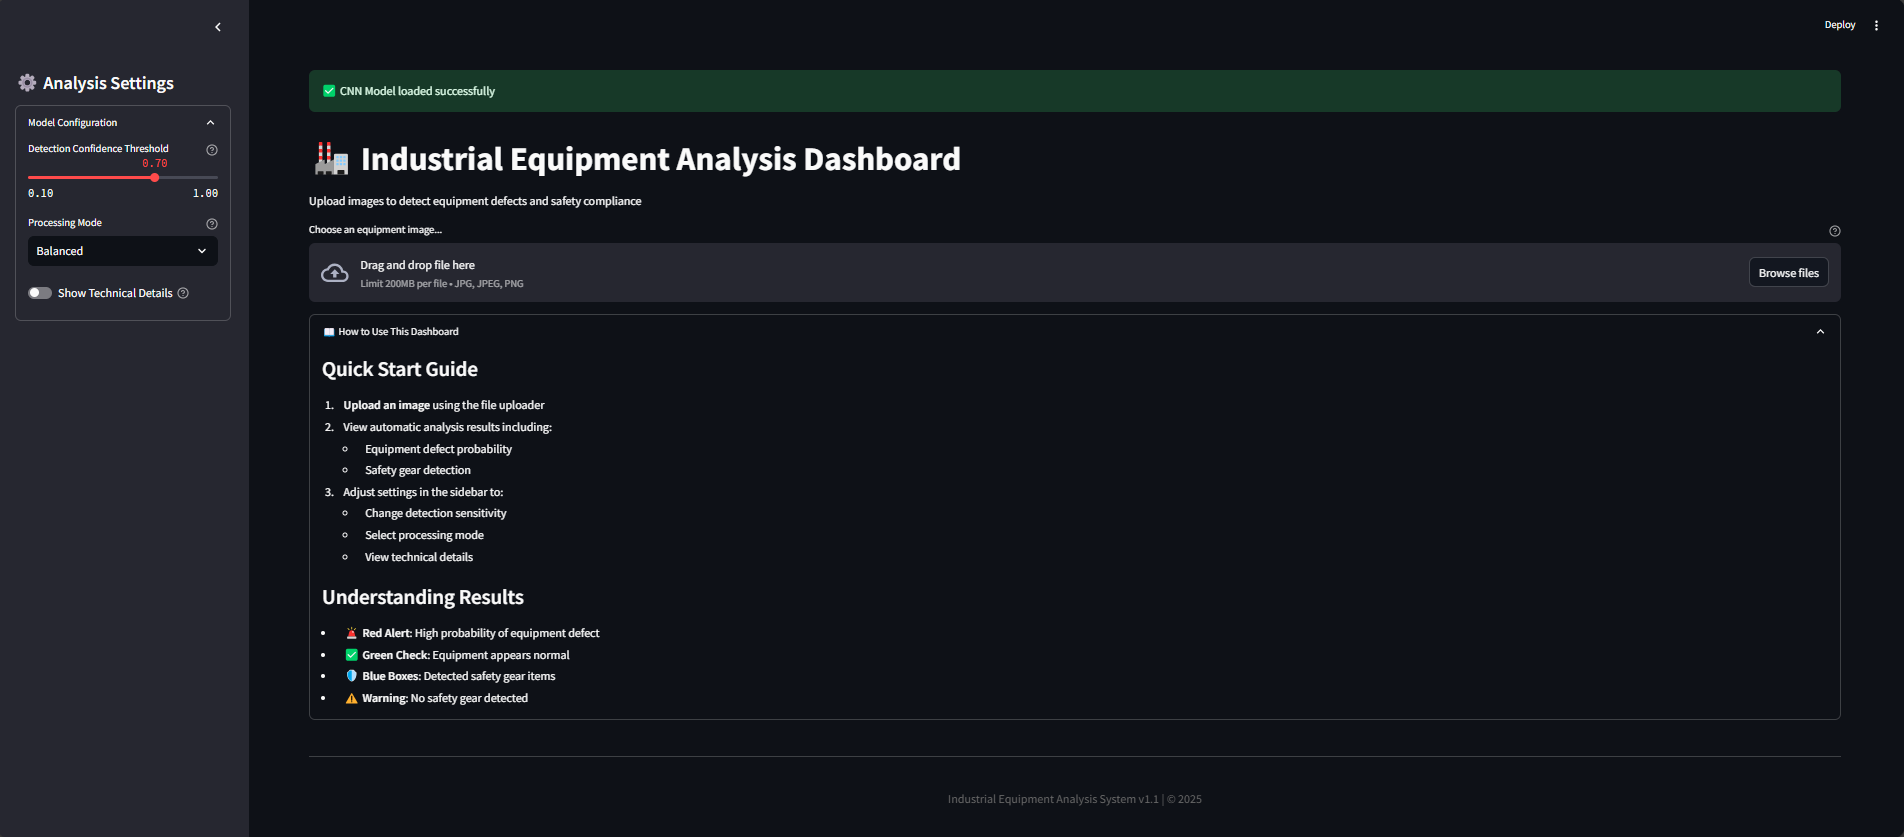 Deploy
Analysis Settings
Model Configuration
Detection Confidence Threshold
0.70
0.10 1.00
Processing Mode
Balanced
Show Technical Details
CNN Model loaded successfully
Industrial Equipment Analysis Dashboard
Upload images to detect equipment defects and safety compliance
Choose an equipment image...
Drag and drop file here
Limit 200MB per file • JPG, JPEG, PNG
Browse files
How to Use This Dashboard
Quick Start Guide
1. Upload an image using the file uploader
2. View automatic analysis results including:
Equipment defect probability
Safety gear detection
3. Adjust settings in the sidebar to:
Change detection sensitivity
Select processing mode
View technical details
Understanding Results
Red Alert: High probability of equipment defect
Green Check: Equipment appears normal
Blue Boxes: Detected safety gear items
Warning: No safety gear detected
Industrial Equipment Analysis System v1.1 | © 2025